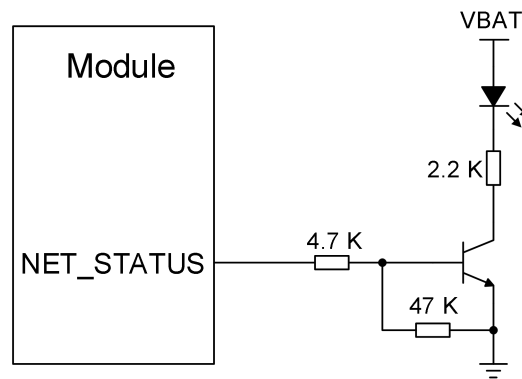 VBAT
Module
2.2 K
4.7 K
NET_STATUS
47 K